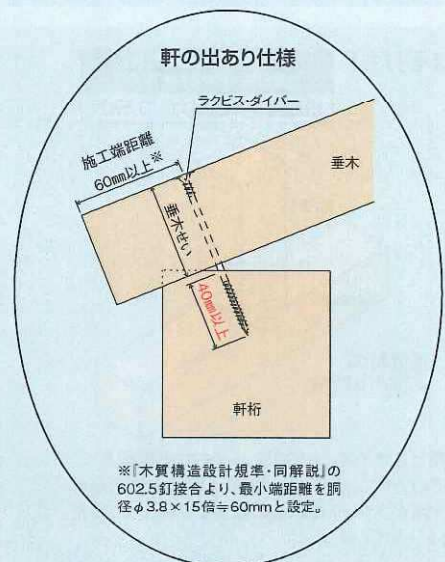 軒の出あり仕様
ラクビス・ダイバー
施工端距離
60mm以上※
垂木
垂木せい
40mm以上
軒桁
※『木質構造設計規準・同解説』の
602.5釘接合より、最小端距離を胴
径φ3.8×15倍≒60mmと設定。